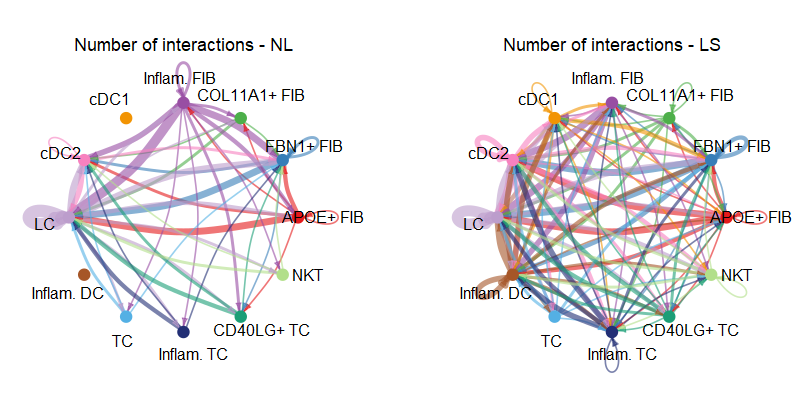 Number of interactions - NL
Inflam. FIB
COL11A1+ FIB
cDC1
FBN1+ FIB
cDC2
APOE+ FIB
LC
NKT
Inflam. DC
CD40LG+ TC
TC
Inflam. TC
Number of interactions - LS
Inflam. FIB
COL11A1+ FIB
cDC1
FBN1+ FIB
cDC2
APOE+ FIB
LC
NKT
Inflam. DC
CD40LG+ TC
TC
Inflam. TC